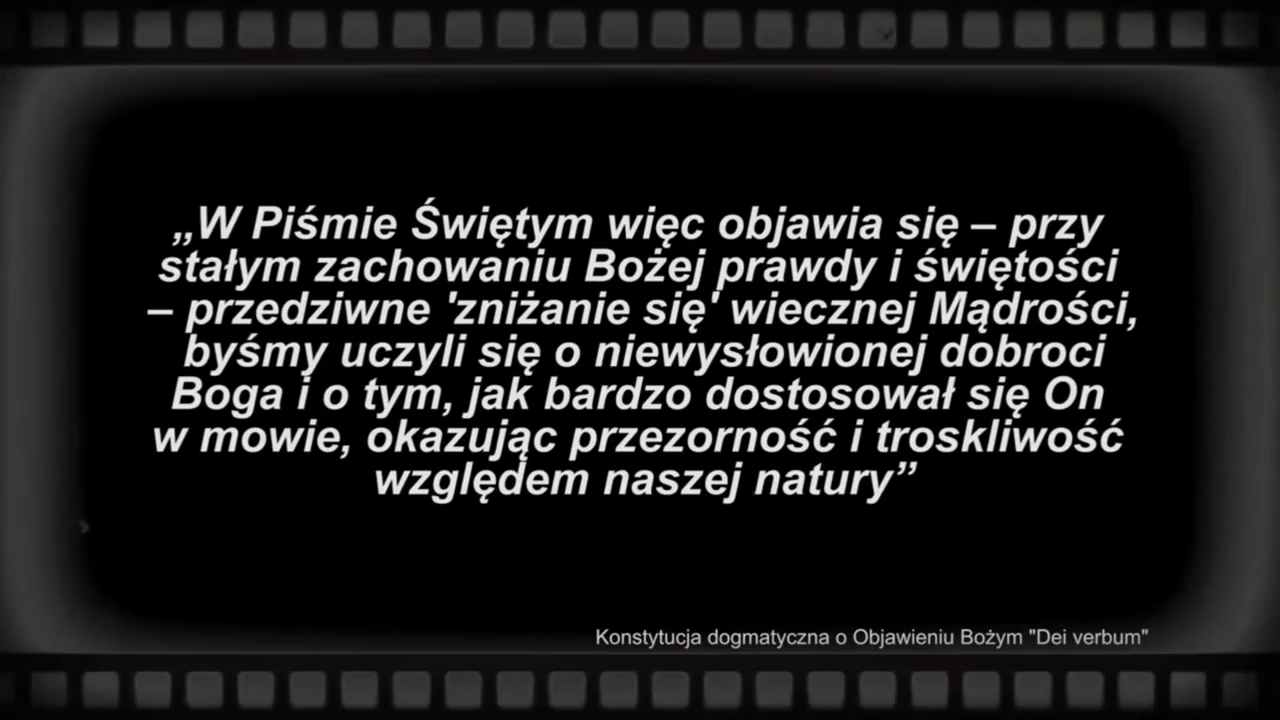 „W Piśmie Świętym więc objawia się – przy
stałym zachowaniu Bożej prawdy i świętości
– przedziwne 'zniżanie się' wiecznej Mądrości,
byśmy uczyli się o niewysłowionej dobroci
Boga i o tym, jak bardzo dostosował się On
w mowie, okazując przezorność i troskliwość
względem naszej natury”
Konstytucja dogmatyczna o Objawieniu Bożym "Dei verbum"